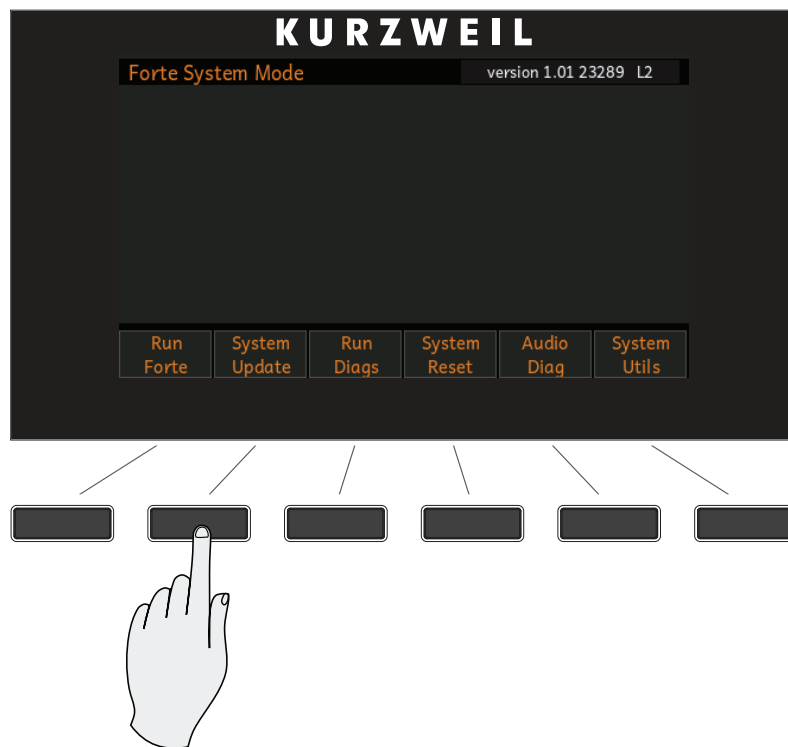 KURZWEIL
Forte System Mode version 1.01 23289 L2
Run Forte System Update Run Diags System Reset Audio Diag System Utils